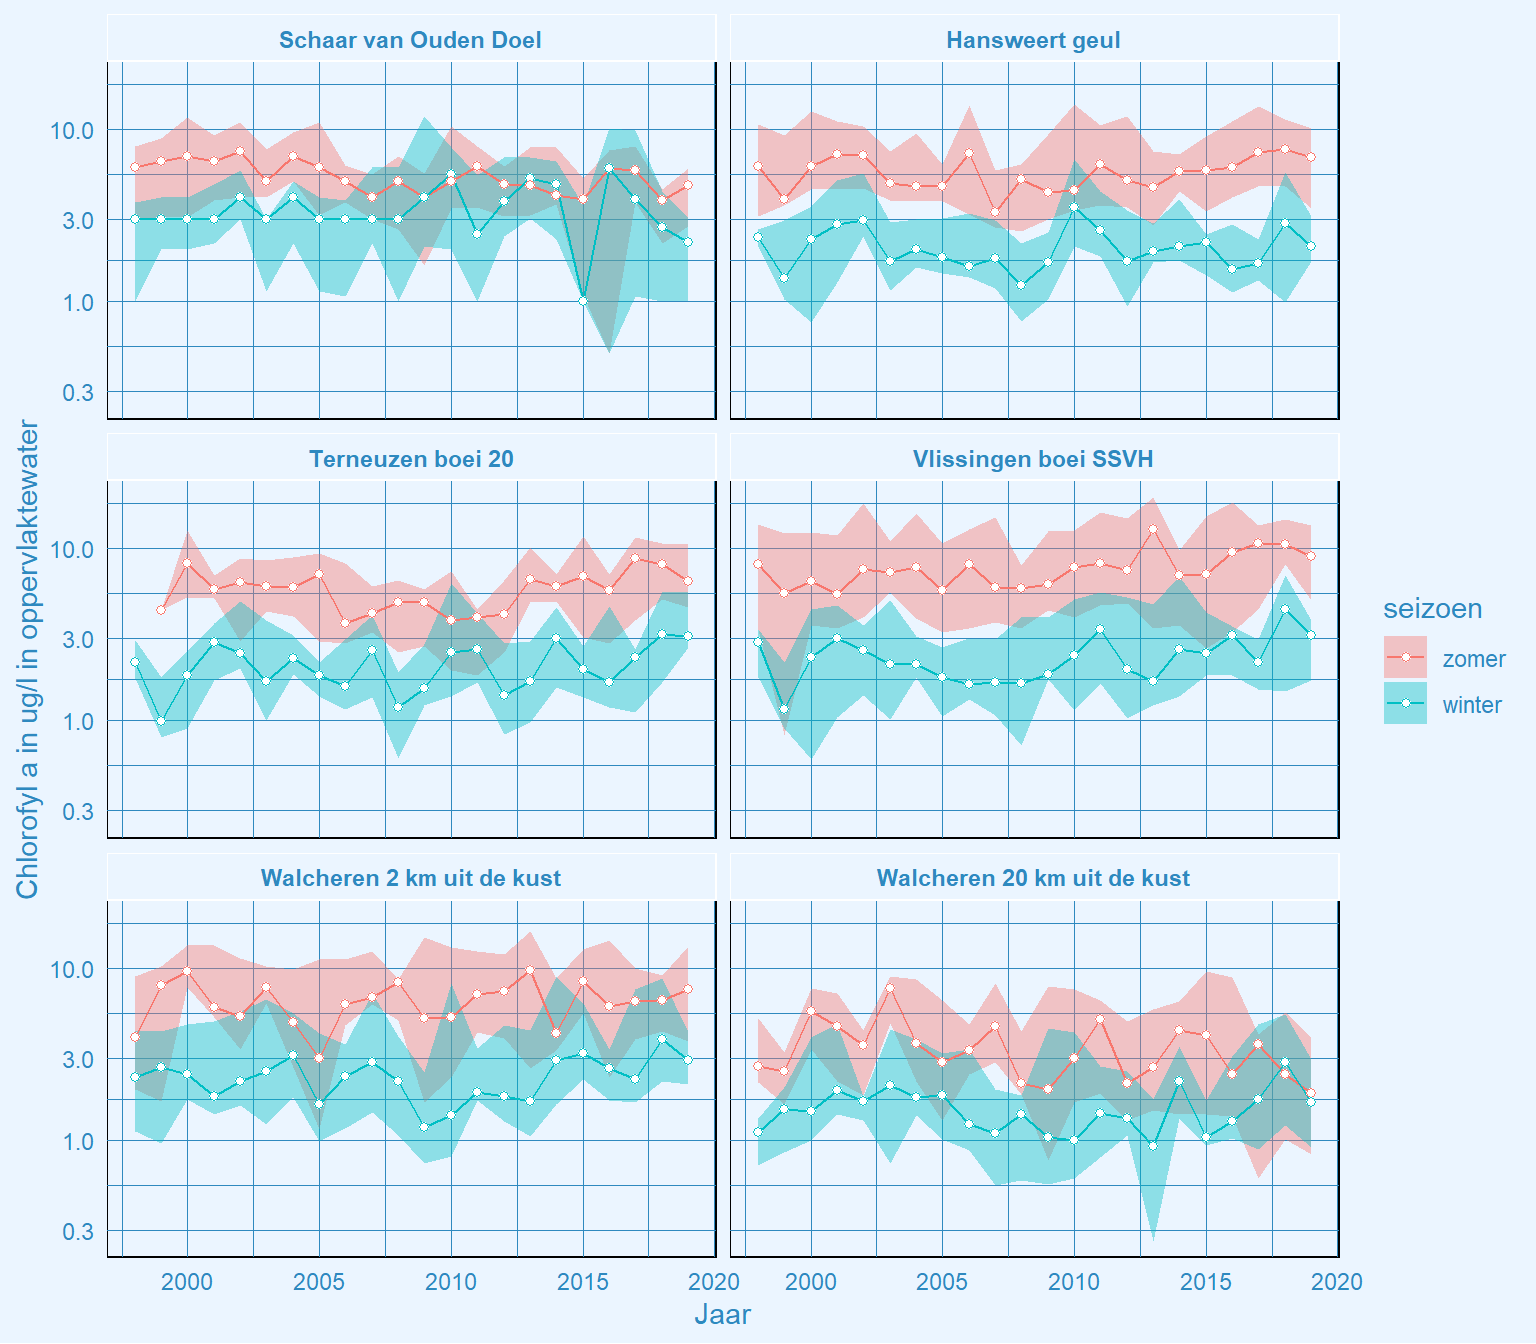 Schaar van Ouden Doel
Hansweert geul
10.0
3.0
1.0
0.3
Terneuzen boei 20
Vlissingen boei SSVH
10.0
3.0
1.0
0.3
Walcheren 2 km uit de kust
Walcheren 20 km uit de kust
10.0
3.0
1.0
0.3
2000 2005 2010 2015 2020 2000 2005 2010 2015 2020
Jaar
Chlorofyl a in ug/l in oppervlaktewater
seizoen
zomer
winter